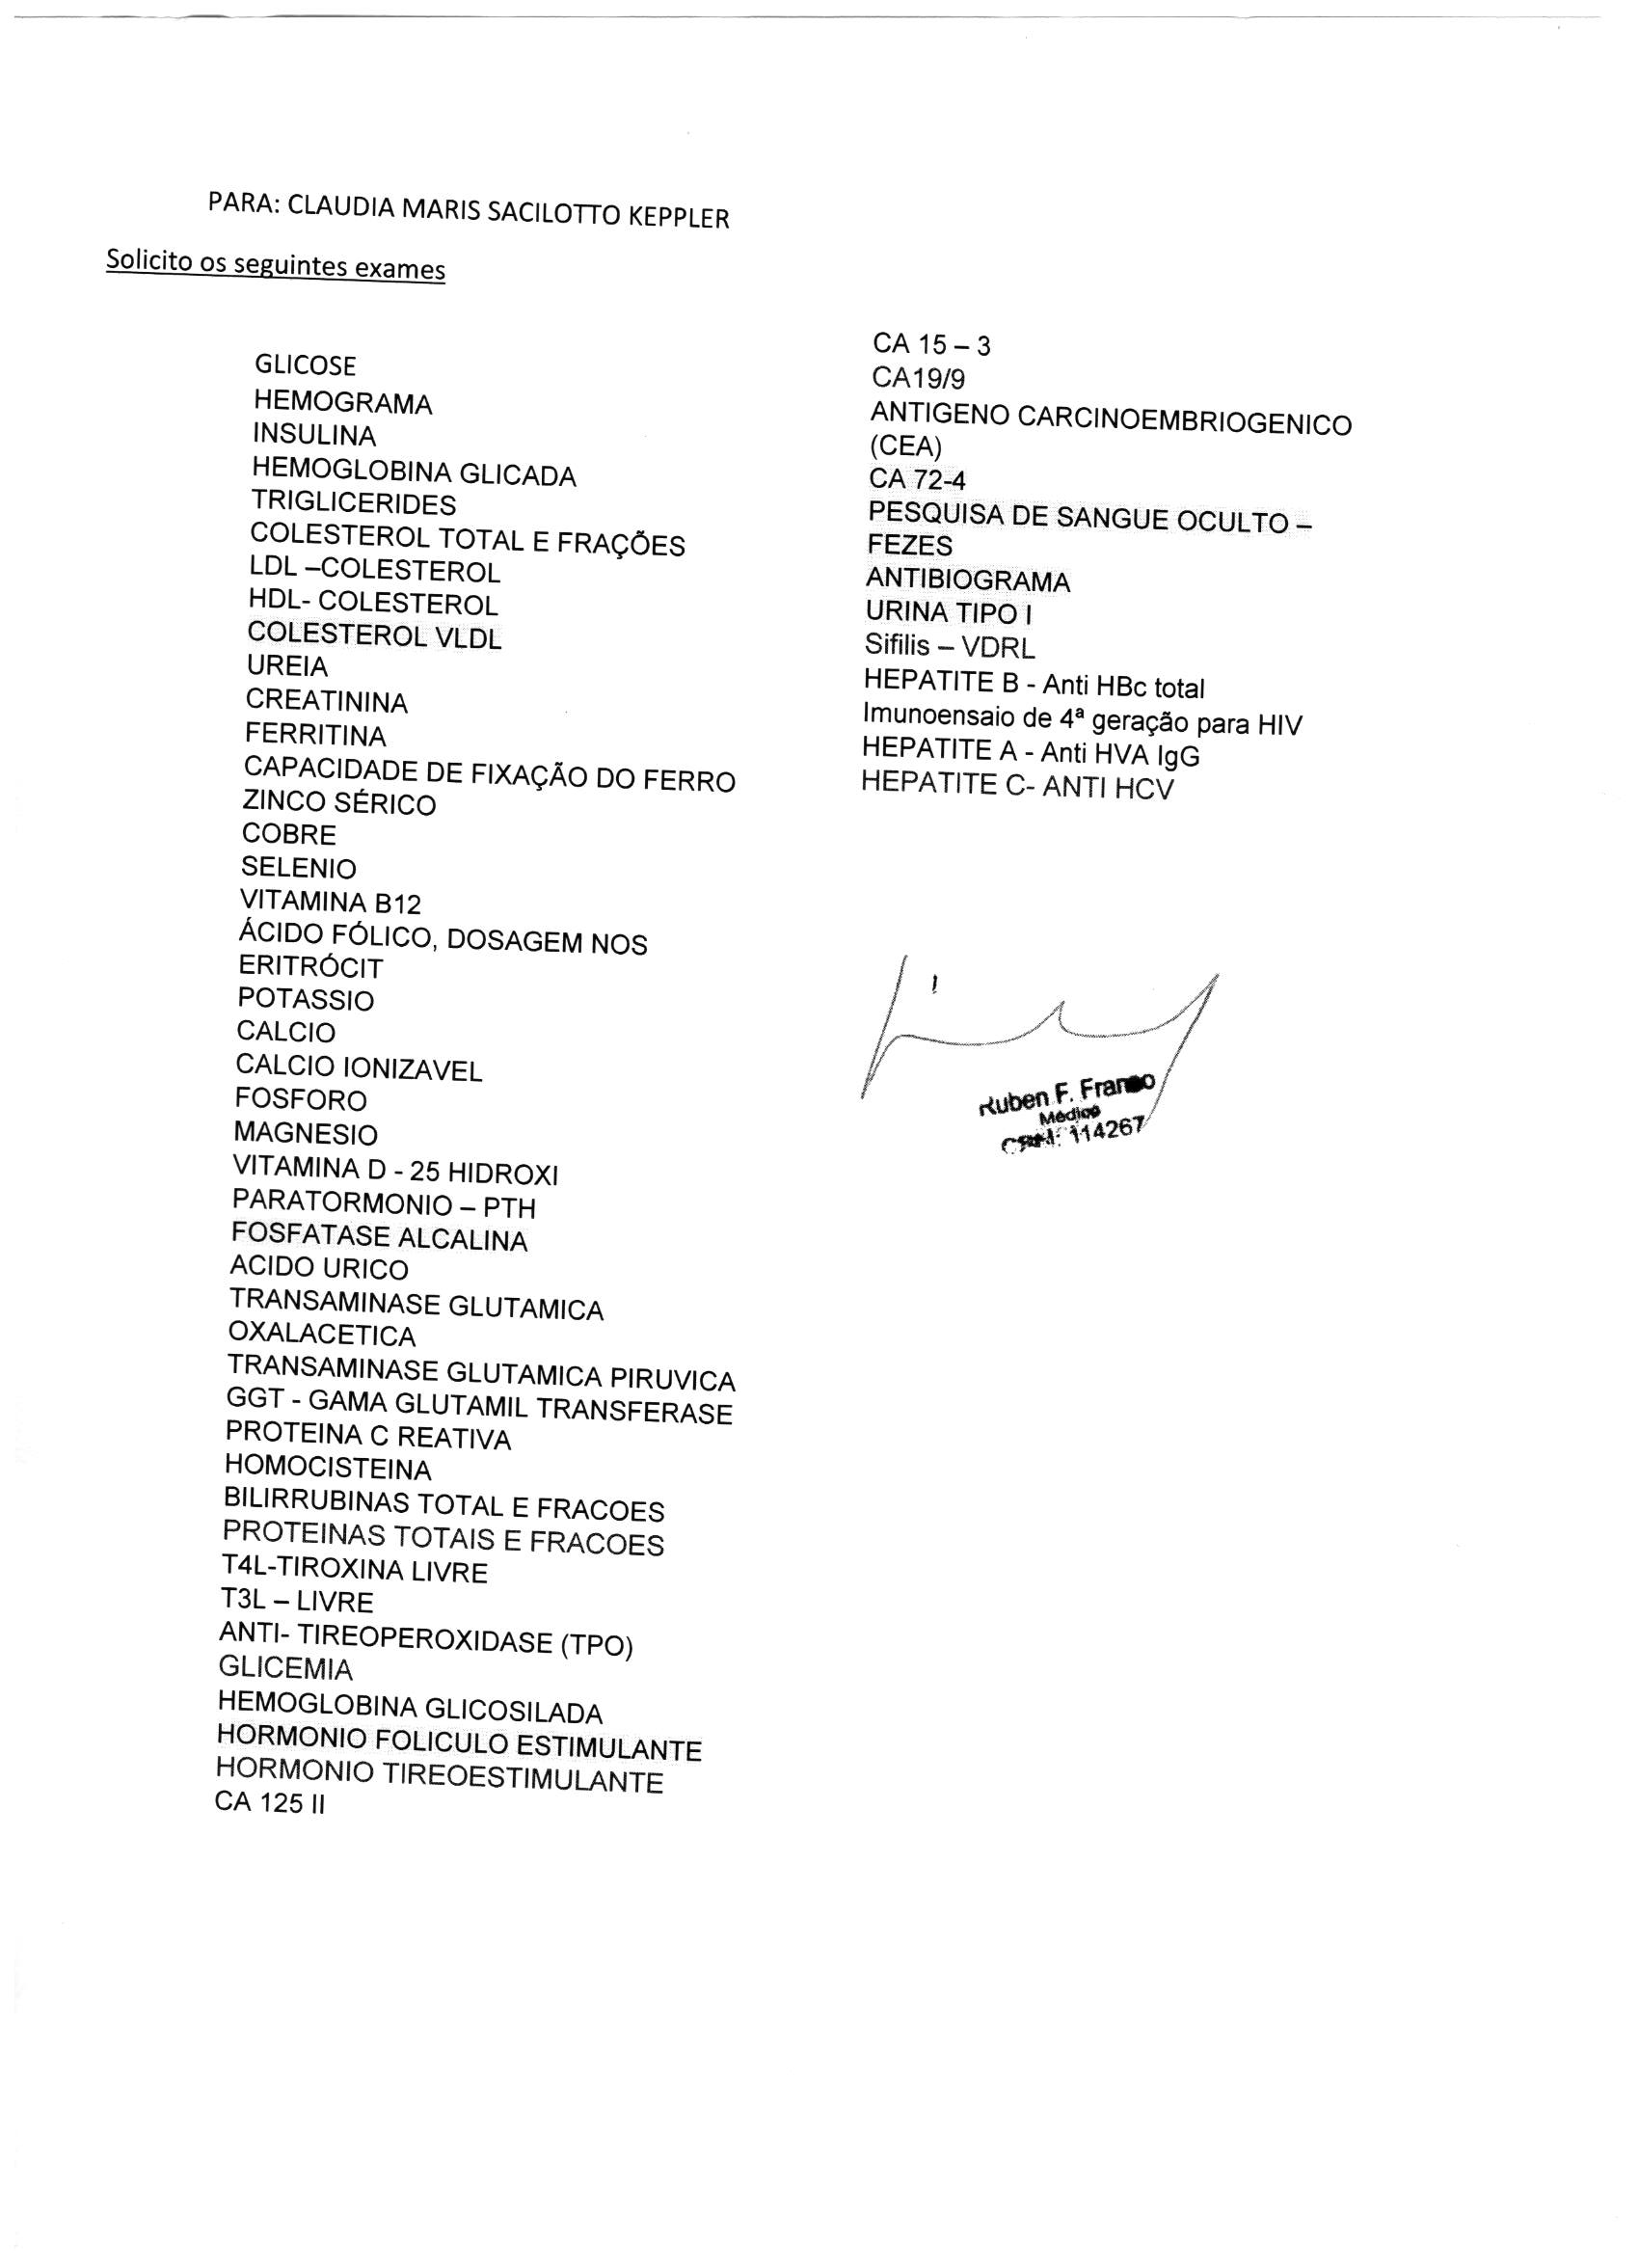 PARA: CLAUDIA MARIS SACILOTTO KEPPLER
Solicito os seguintes exames
GLICOSE
HEMOGRAMA
INSULINA
HEMOGLOBINA GLICADA
TRIGLICERIDES
COLESTEROL TOTAL E FRAÇÕES
LDL –COLESTEROL
HDL- COLESTEROL
COLESTEROL VLDL
UREIA
CREATININA
FERRITINA
CAPACIDADE DE FIXAÇÃO DO FERRO
ZINCO SÉRICO
COBRE
SELENIO
VITAMINA B12
ÁCIDO FÓLICO, DOSAGEM NOS
ERITRÓCIT
POTASSIO
CALCIO
CALCIO IONIZAVEL
FOSFORO
MAGNESIO
VITAMINA D - 25 HIDROXI
PARATORMONIO – PTH
FOSFATASE ALCALINA
ACIDO URICO
TRANSAMINASE GLUTAMICA
OXALACETICA
TRANSAMINASE GLUTAMICA PIRUVICA
GGT - GAMA GLUTAMIL TRANSFERASE
PROTEINA C REATIVA
HOMOCISTEINA
BILIRRUBINAS TOTAL E FRACOES
PROTEINAS TOTAIS E FRACOES
T4L-TIROXINA LIVRE
T3L – LIVRE
ANTI- TIREOPEROXIDASE (TPO)
GLICEMIA
HEMOGLOBINA GLICOSILADA
HORMONIO FOLICULO ESTIMULANTE
HORMONIO TIREOESTIMULANTE
CA 125 II
CA 15 – 3
CA19/9
ANTIGENO CARCINOEMBRIOGENICO
(CEA)
CA 72-4
PESQUISA DE SANGUE OCULTO –
FEZES
ANTIBIOGRAMA
URINA TIPO I
Sifilis – VDRL
HEPATITE B - Anti HBc total
Imunoensaio de 4ª geração para HIV
HEPATITE A - Anti HVA IgG
HEPATITE C- ANTI HCV
Ruben F. Franco
Médico
CRM: 114267